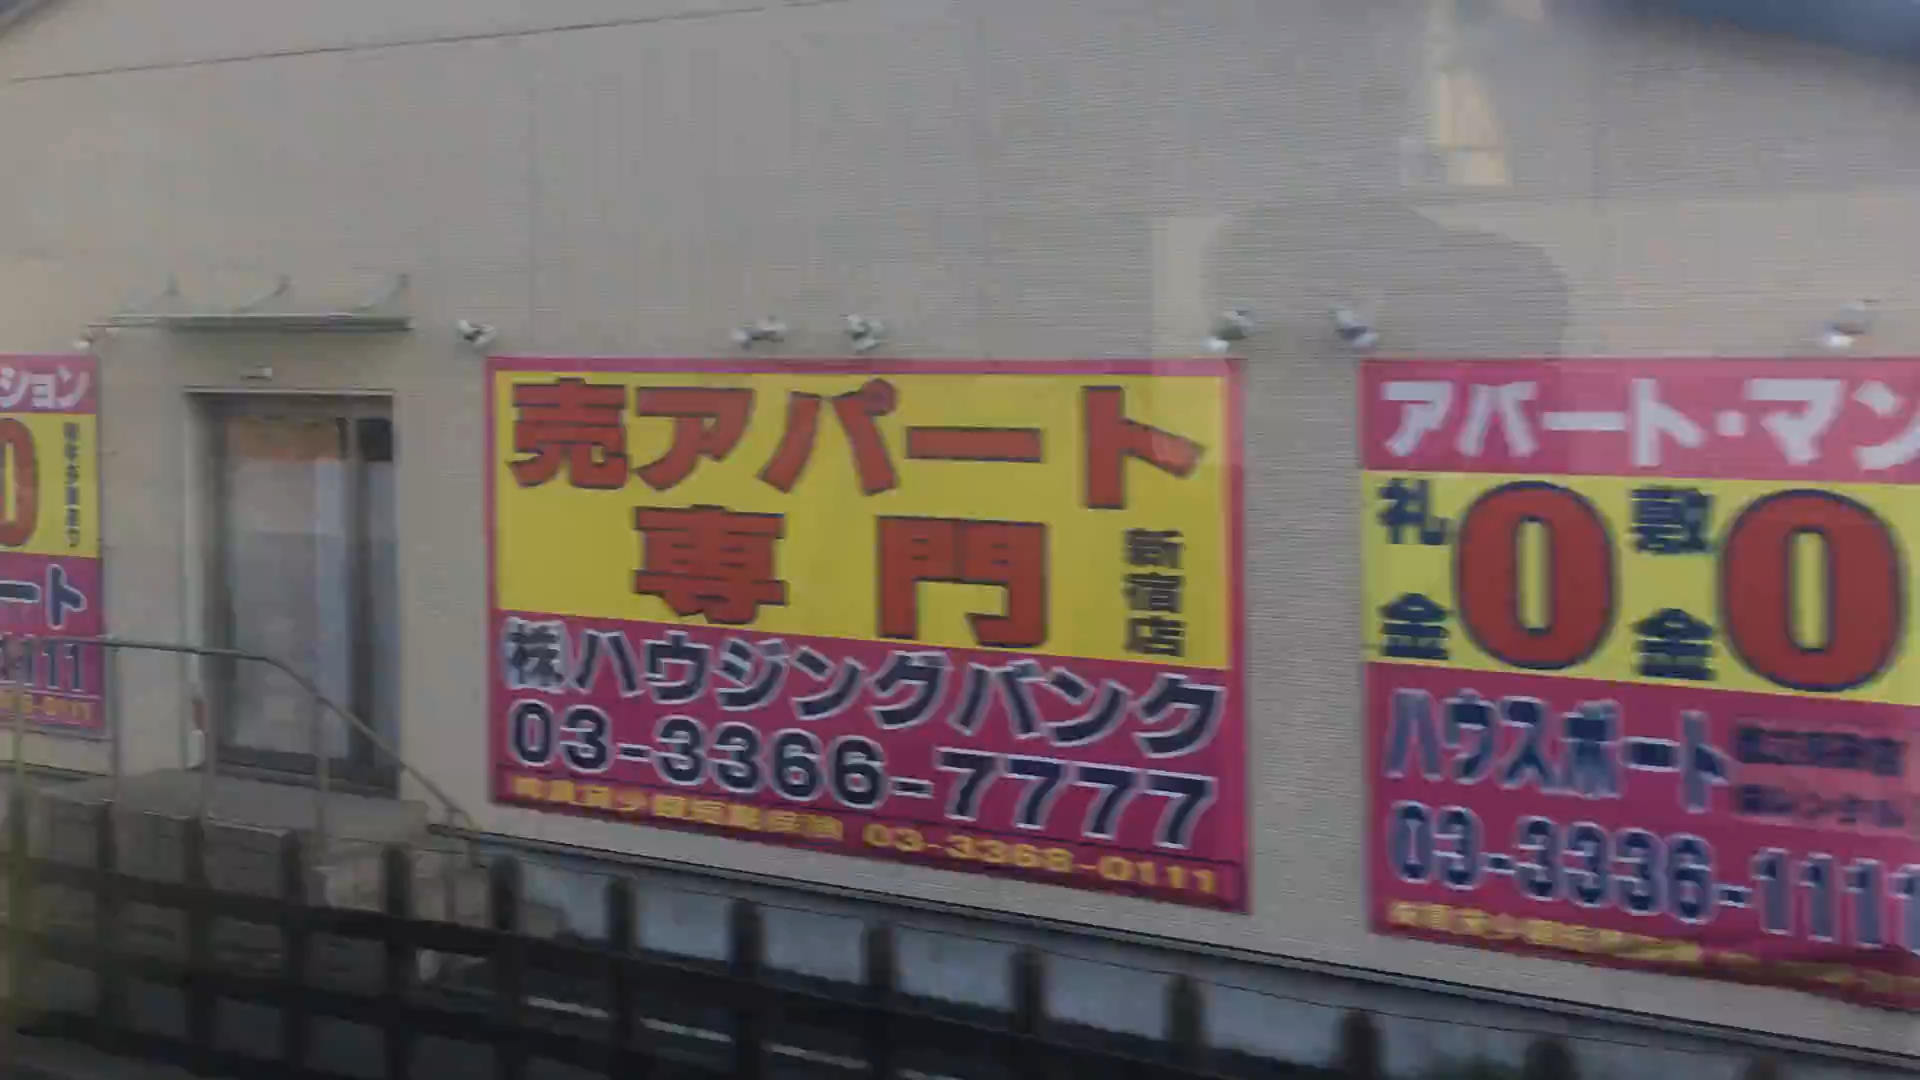 ション
0
ート
売アパート
専門
新宿店
㈱ハウジングバンク
03-3366-7777
03-3368-0111
アパート・マン
礼金0 敷金0
ハウスポート
03-3336-1111